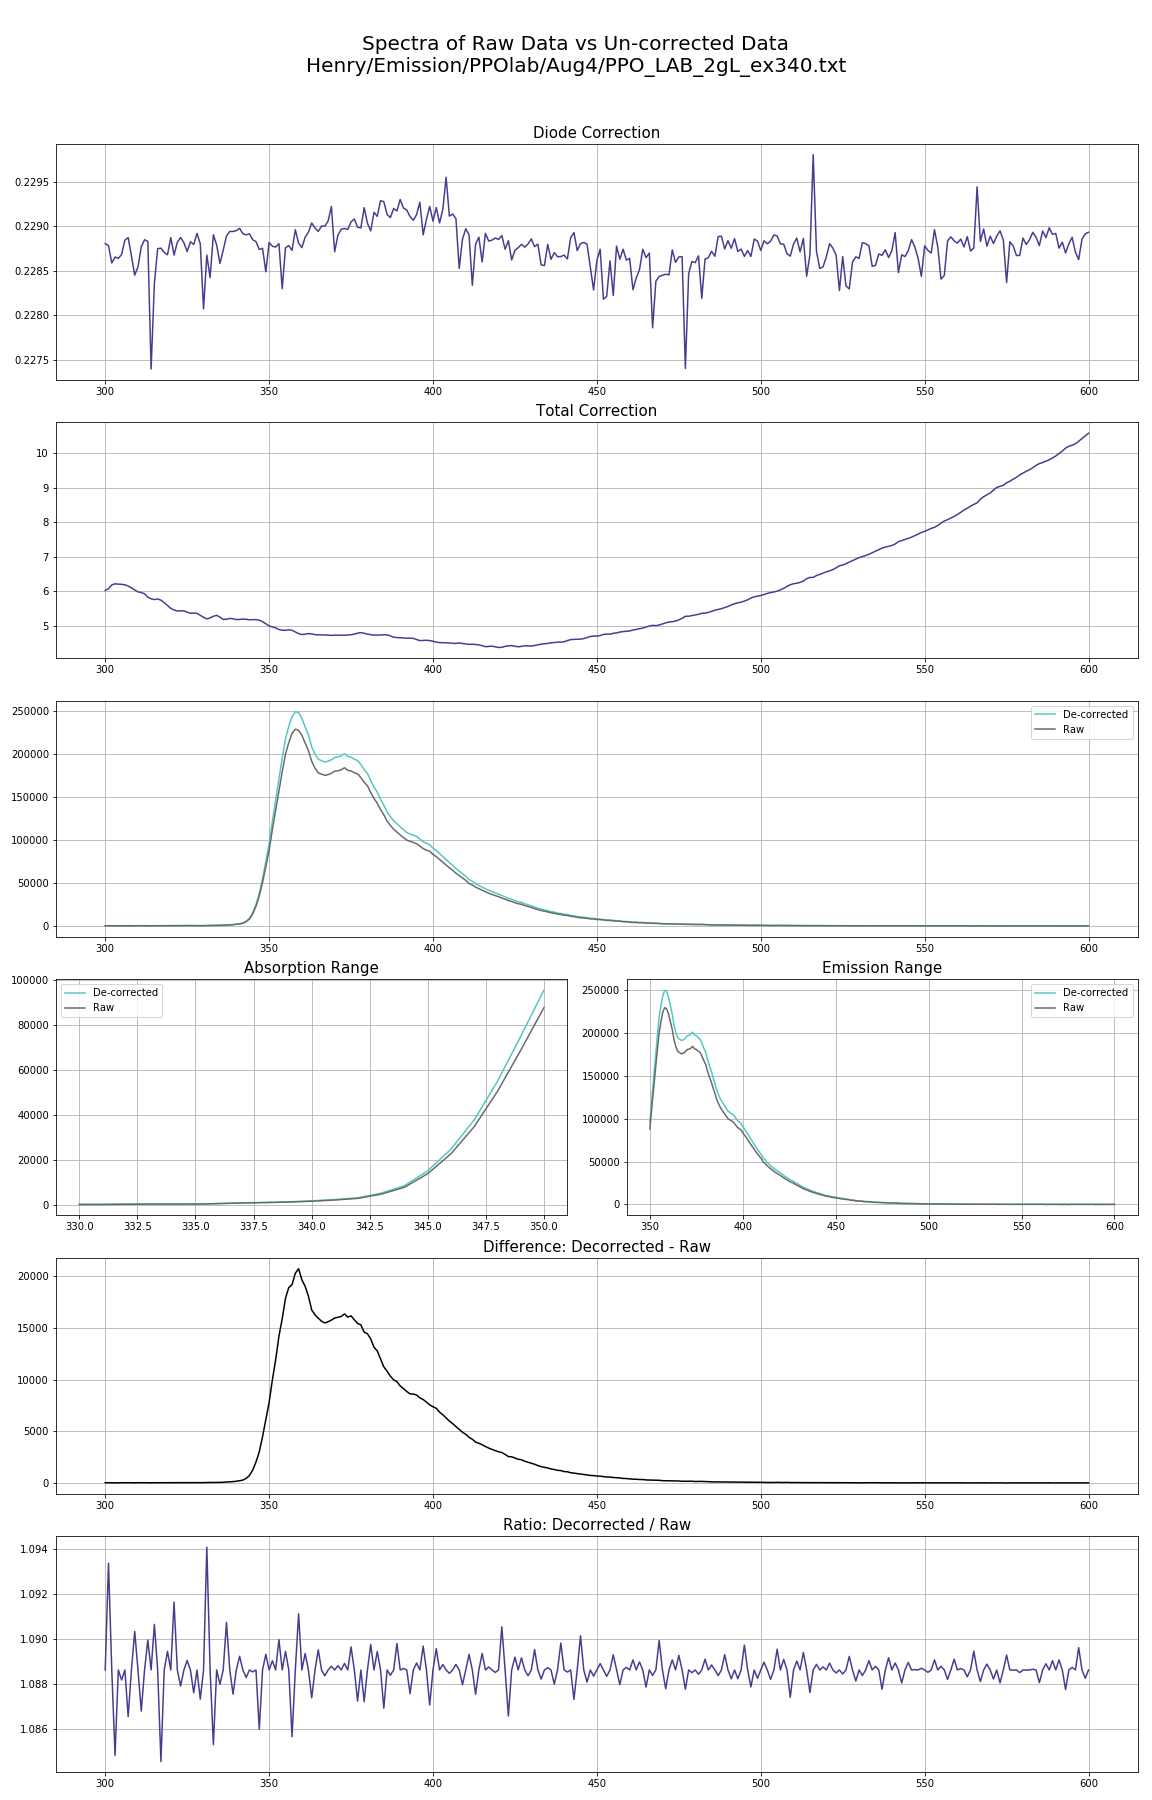 Spectra of Raw Data vs Un-corrected Data
Henry/Emission/PPOlab/Aug4/PPO_LAB_2gL_ex340.txt
Diode Correction
0.2295
0.2290
0.2285
0.2280
0.2275
300 350 400 450 500 550 600
Total Correction
10
9
8
7
6
5
300 350 400 450 500 550 600
De-corrected
Raw
250000
200000
150000
100000
50000
0
300 350 400 450 500 550 600
Absorption Range
De-corrected
Raw
100000
80000
60000
40000
20000
0
330.0 332.5 335.0 337.5 340.0 342.5 345.0 347.5 350.0
Emission Range
De-corrected
Raw
250000
200000
150000
100000
50000
0
350 400 450 500 550 600
Difference: Decorrected - Raw
20000
15000
10000
5000
0
300 350 400 450 500 550 600
Ratio: Decorrected / Raw
1.094
1.092
1.090
1.088
1.086
300 350 400 450 500 550 600